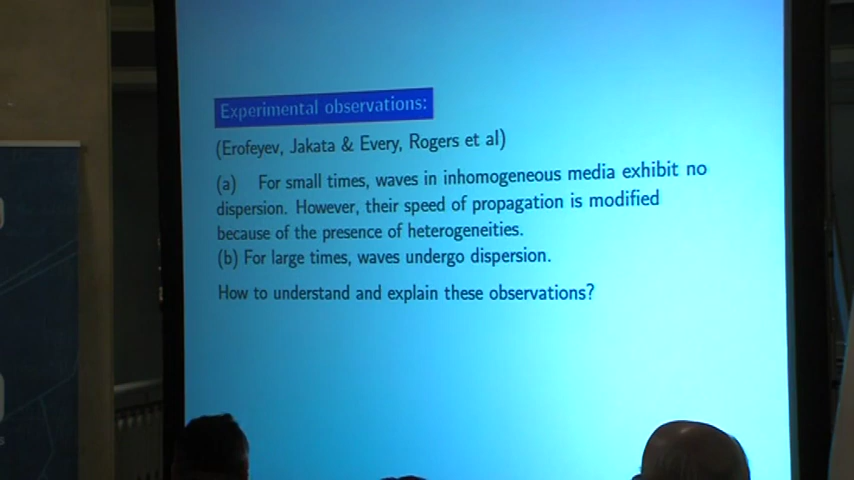 Experimental observations:
(Erofeyev, Jakata & Every, Rogers et al)
(a) For small times, waves in inhomogeneous media exhibit no
dispersion. However, their speed of propagation is modified
because of the presence of heterogeneities.
(b) For large times, waves undergo dispersion.
How to understand and explain these observations?